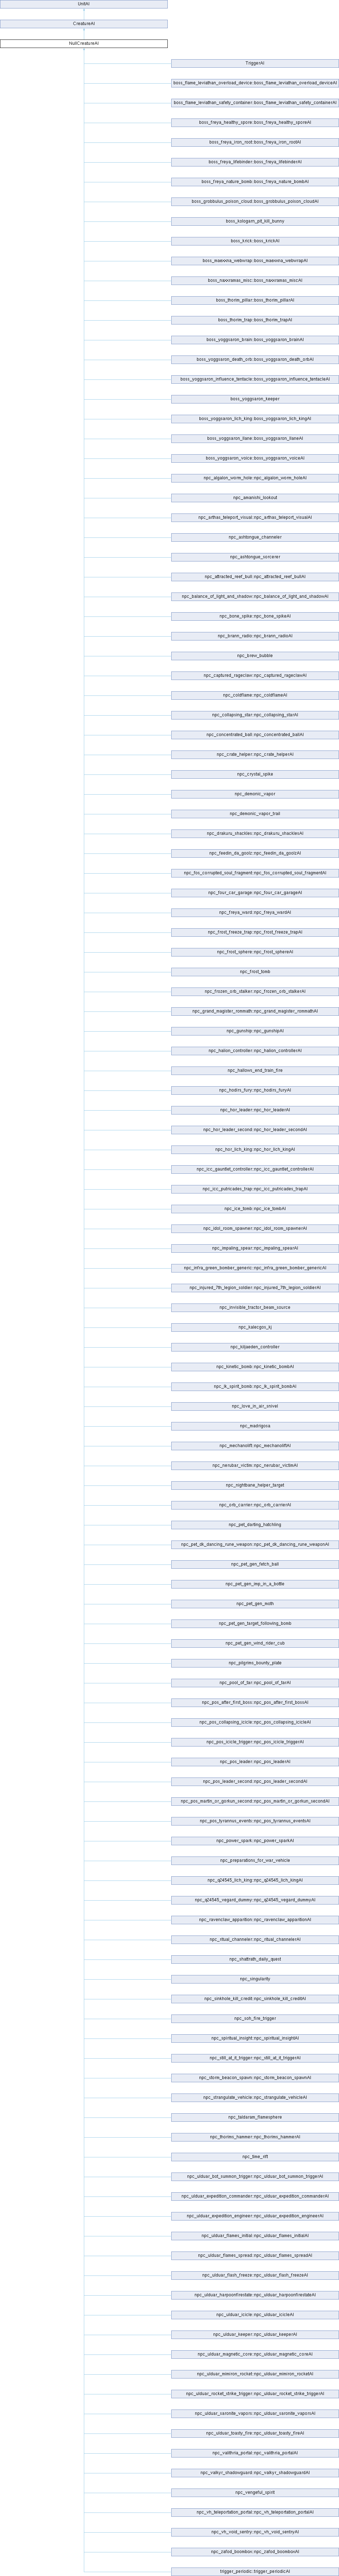 UnitAI
CreatureAI
NullCreatureAI
TriggerAI
boss_flame_leviathan_overload_device::boss_flame_leviathan_overload_deviceAI
boss_flame_leviathan_safety_container::boss_flame_leviathan_safety_containerAI
boss_freya_healthy_spore::boss_freya_healthy_sporeAI
boss_freya_iron_root::boss_freya_iron_rootAI
boss_freya_lifebinder::boss_freya_lifebinderAI
boss_freya_nature_bomb::boss_freya_nature_bombAI
boss_grobbulus_poison_cloud::boss_grobbulus_poison_cloudAI
boss_kologarn_pit_kill_bunny
boss_krick::boss_krickAI
boss_maexxna_webwrap::boss_maexxna_webwrapAI
boss_naxxramas_misc::boss_naxxramas_miscAI
boss_thorim_pillar::boss_thorim_pillarAI
boss_thorim_trap::boss_thorim_trapAI
boss_yoggsaron_brain::boss_yoggsaron_brainAI
boss_yoggsaron_death_orb::boss_yoggsaron_death_orbAI
boss_yoggsaron_influence_tentacle::boss_yoggsaron_influence_tentacleAI
boss_yoggsaron_keeper
boss_yoggsaron_lich_king::boss_yoggsaron_lich_kingAI
boss_yoggsaron_llane::boss_yoggsaron_llaneAI
boss_yoggsaron_voice::boss_yoggsaron_voiceAI
npc_algalon_worm_hole::npc_algalon_worm_holeAI
npc_amanishi_lookout
npc_arthas_teleport_visual::npc_arthas_teleport_visualAI
npc_ashtongue_channeler
npc_ashtongue_sorcerer
npc_attracted_reef_bull::npc_attracted_reef_bullAI
npc_balance_of_light_and_shadow::npc_balance_of_light_and_shadowAI
npc_bone_spike::npc_bone_spikeAI
npc_brann_radio::npc_brann_radioAI
npc_brew_bubble
npc_captured_rageclaw::npc_captured_rageclawAI
npc_coldflame::npc_coldflameAI
npc_collapsing_star::npc_collapsing_starAI
npc_concentrated_ball::npc_concentrated_ballAI
npc_crate_helper::npc_crate_helperAI
npc_crystal_spike
npc_demonic_vapor
npc_demonic_vapor_trail
npc_drakuru_shackles::npc_drakuru_shacklesAI
npc_feedin_da_goolz::npc_feedin_da_goolzAI
npc_fos_corrupted_soul_fragment::npc_fos_corrupted_soul_fragmentAI
npc_four_car_garage::npc_four_car_garageAI
npc_freya_ward::npc_freya_wardAI
npc_frost_freeze_trap::npc_frost_freeze_trapAI
npc_frost_sphere::npc_frost_sphereAI
npc_frost_tomb
npc_frozen_orb_stalker::npc_frozen_orb_stalkerAI
npc_grand_magister_rommath::npc_grand_magister_rommathAI
npc_gunship::npc_gunshipAI
npc_halion_controller::npc_halion_controllerAI
npc_hallows_end_train_fire
npc_hodirs_fury::npc_hodirs_furyAI
npc_hor_leader::npc_hor_leaderAI
npc_hor_leader_second::npc_hor_leader_secondAI
npc_hor_lich_king::npc_hor_lich_kingAI
npc_icc_gauntlet_controller::npc_icc_gauntlet_controllerAI
npc_icc_putricades_trap::npc_icc_putricades_trapAI
npc_ice_tomb::npc_ice_tombAI
npc_idol_room_spawner::npc_idol_room_spawnerAI
npc_impaling_spear::npc_impaling_spearAI
npc_infra_green_bomber_generic::npc_infra_green_bomber_genericAI
npc_injured_7th_legion_soldier::npc_injured_7th_legion_soldierAI
npc_invisible_tractor_beam_source
npc_kalecgos_kj
npc_kiljaeden_controller
npc_kinetic_bomb::npc_kinetic_bombAI
npc_lk_spirit_bomb::npc_lk_spirit_bombAI
npc_love_in_air_snivel
npc_madrigosa
npc_mechanolift::npc_mechanoliftAI
npc_nerubar_victim::npc_nerubar_victimAI
npc_nightbane_helper_target
npc_orb_carrier::npc_orb_carrierAI
npc_pet_darting_hatchling
npc_pet_dk_dancing_rune_weapon::npc_pet_dk_dancing_rune_weaponAI
npc_pet_gen_fetch_ball
npc_pet_gen_imp_in_a_bottle
npc_pet_gen_moth
npc_pet_gen_target_following_bomb
npc_pet_gen_wind_rider_cub
npc_pilgrims_bounty_plate
npc_pool_of_tar::npc_pool_of_tarAI
npc_pos_after_first_boss::npc_pos_after_first_bossAI
npc_pos_collapsing_icicle::npc_pos_collapsing_icicleAI
npc_pos_icicle_trigger::npc_pos_icicle_triggerAI
npc_pos_leader::npc_pos_leaderAI
npc_pos_leader_second::npc_pos_leader_secondAI
npc_pos_martin_or_gorkun_second::npc_pos_martin_or_gorkun_secondAI
npc_pos_tyrannus_events::npc_pos_tyrannus_eventsAI
npc_power_spark::npc_power_sparkAI
npc_preparations_for_war_vehicle
npc_q24545_lich_king::npc_q24545_lich_kingAI
npc_q24545_vegard_dummy::npc_q24545_vegard_dummyAI
npc_ravenclaw_apparition::npc_ravenclaw_apparitionAI
npc_ritual_channeler::npc_ritual_channelerAI
npc_shattrath_daily_quest
npc_singularity
npc_sinkhole_kill_credit::npc_sinkhole_kill_creditAI
npc_soh_fire_trigger
npc_spiritual_insight::npc_spiritual_insightAI
npc_still_at_it_trigger::npc_still_at_it_triggerAI
npc_storm_beacon_spawn::npc_storm_beacon_spawnAI
npc_strangulate_vehicle::npc_strangulate_vehicleAI
npc_taldaram_flamesphere
npc_thorims_hammer::npc_thorims_hammerAI
npc_time_rift
npc_ulduar_bot_summon_trigger::npc_ulduar_bot_summon_triggerAI
npc_ulduar_expedition_commander::npc_ulduar_expedition_commanderAI
npc_ulduar_expedition_engineer::npc_ulduar_expedition_engineerAI
npc_ulduar_flames_initial::npc_ulduar_flames_initialAI
npc_ulduar_flames_spread::npc_ulduar_flames_spreadAI
npc_ulduar_flash_freeze::npc_ulduar_flash_freezeAI
npc_ulduar_harpoonfirestate::npc_ulduar_harpoonfirestateAI
npc_ulduar_icicle::npc_ulduar_icicleAI
npc_ulduar_keeper::npc_ulduar_keeperAI
npc_ulduar_magnetic_core::npc_ulduar_magnetic_coreAI
npc_ulduar_mimiron_rocket::npc_ulduar_mimiron_rocketAI
npc_ulduar_rocket_strike_trigger::npc_ulduar_rocket_strike_triggerAI
npc_ulduar_saronite_vapors::npc_ulduar_saronite_vaporsAI
npc_ulduar_toasty_fire::npc_ulduar_toasty_fireAI
npc_valithria_portal::npc_valithria_portalAI
npc_valkyr_shadowguard::npc_valkyr_shadowguardAI
npc_vengeful_spirit
npc_vh_teleportation_portal::npc_vh_teleportation_portalAI
npc_vh_void_sentry::npc_vh_void_sentryAI
npc_zafod_boombox::npc_zafod_boomboxAI
trigger_periodic::trigger_periodicAI